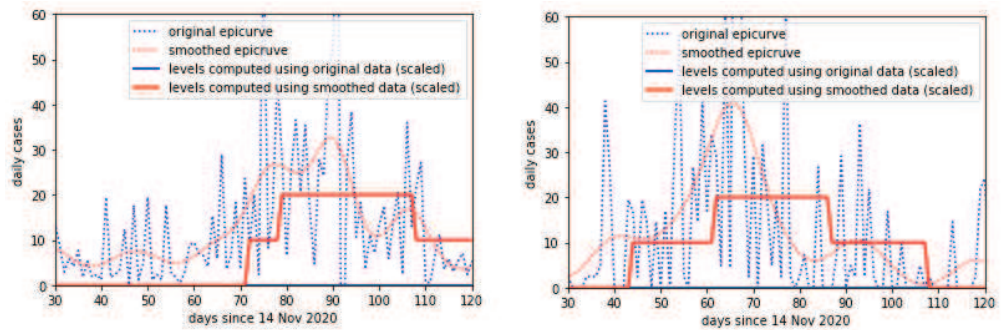 60
50
40
30
20
10
0
daily cases
original epicurve
smoothed epicruve
levels computed using original data (scaled)
levels computed using smoothed data (scaled)
30 40 50 60 70 80 90 100 110 120
days since 14 Nov 2020
60
50
40
30
20
10
0
daily cases
original epicurve
smoothed epicruve
levels computed using original data (scaled)
levels computed using smoothed data (scaled)
30 40 50 60 70 80 90 100 110 120
days since 14 Nov 2020